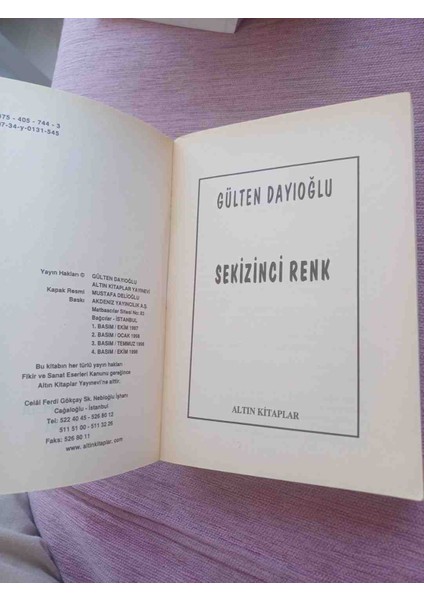 975 - 405 - 744 - 3
97-34-y-0131-545
Yayın Hakları © GÜLTEN DAYIOĞLU
ALTIN KİTAPLAR YAYINEVİ
Kapak Resmi MUSTAFA DELİOĞLU
Baskı AKDENİZ YAYINCILIK A.Ş.
Matbaacılar Sitesi No: 83
Bağcılar - İSTANBUL
1. BASIM / EKİM 1997
2. BASIM / OCAK 1998
3. BASIM / TEMMUZ 1998
4. BASIM / EKİM 1998
Bu kitabın her türlü yayın hakları
Fikir ve Sanat Eserleri Kanunu gereğince
Altın Kitaplar Yayınevi'ne aittir.
Celâl Ferdi Gökçay Sk. Nebioğlu İşhanı
Cağaloğlu - İstanbul
Tel: 522 40 45 - 526 80 12
511 51 00 - 511 32 26
Faks: 526 80 11
www.altinkitaplar.com
GÜLTEN DAYIOĞLU
SEKİZİNCİ RENK
ALTIN KİTAPLAR